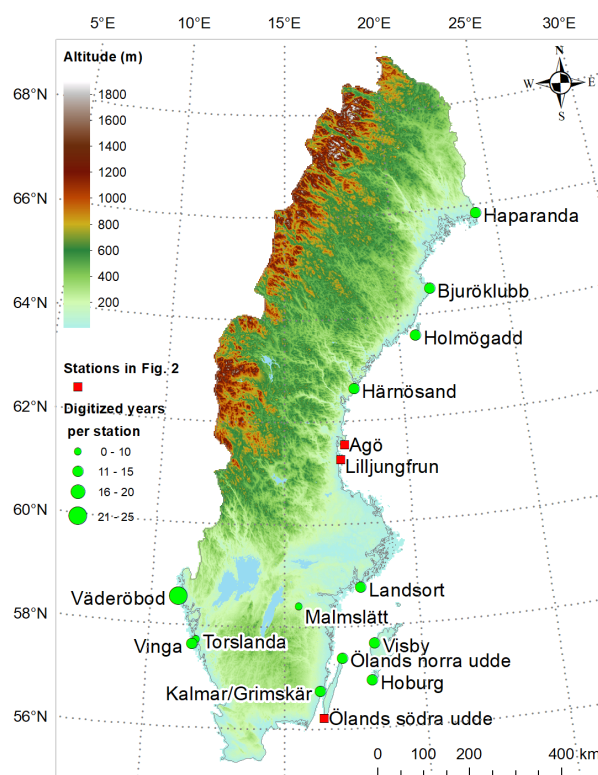 5°E 10°E 15°E 20°E 25°E 30°E
Altitude (m)
1800
1600
1400
1200
1000
800
600
400
200
N
W E
S
68°N
66°N
64°N
62°N
60°N
58°N
56°N
Stations in Fig. 2
Digitized years
per station
0 - 10
11 - 15
16 - 20
21 - 25
Haparanda
Bjuröklubb
Holmögadd
Härnösand
Agö
Lilljungfrun
Väderöbod
Landsort
Malmslätt
Vinga
Torslanda
Visby
Ölands norra udde
Hoburg
Kalmar/Grimskär
Ölands södra udde
0 100 200 400 km